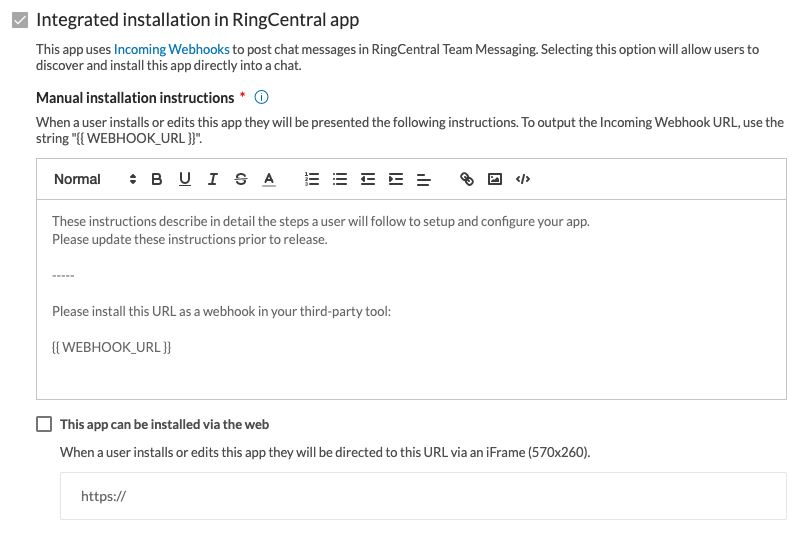 Integrated installation in RingCentral app
This app uses Incoming Webhooks to post chat messages in RingCentral Team Messaging. Selecting this option will allow users to
discover and install this app directly into a chat.
Manual installation instructions *
When a user installs or edits this app they will be presented the following instructions. To output the Incoming Webhook URL, use the
string "{{ WEBHOOK_URL }}".
Normal B U I S A
These instructions describe in detail the steps a user will follow to setup and configure your app.
Please update these instructions prior to release.
-----
Please install this URL as a webhook in your third-party tool:
{{ WEBHOOK_URL }}
This app can be installed via the web
When a user installs or edits this app they will be directed to this URL via an iFrame (570x260).
https://